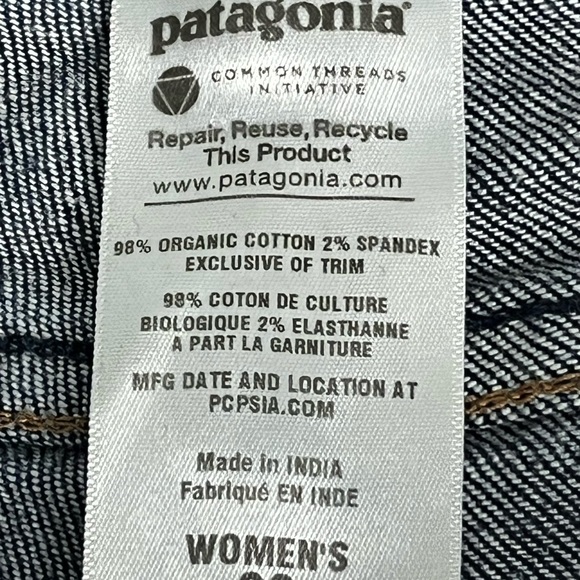 patagonia®
COMMON THREADS
INITIATIVE
Repair, Reuse, Recycle
This Product
www.patagonia.com
98% ORGANIC COTTON 2% SPANDEX
EXCLUSIVE OF TRIM
98% COTON DE CULTURE
BIOLOGIQUE 2% ELASTHANNE
A PART LA GARNITURE
MFG DATE AND LOCATION AT
PCPSIA.COM
Made in INDIA
Fabriqué EN INDE
WOMEN'S